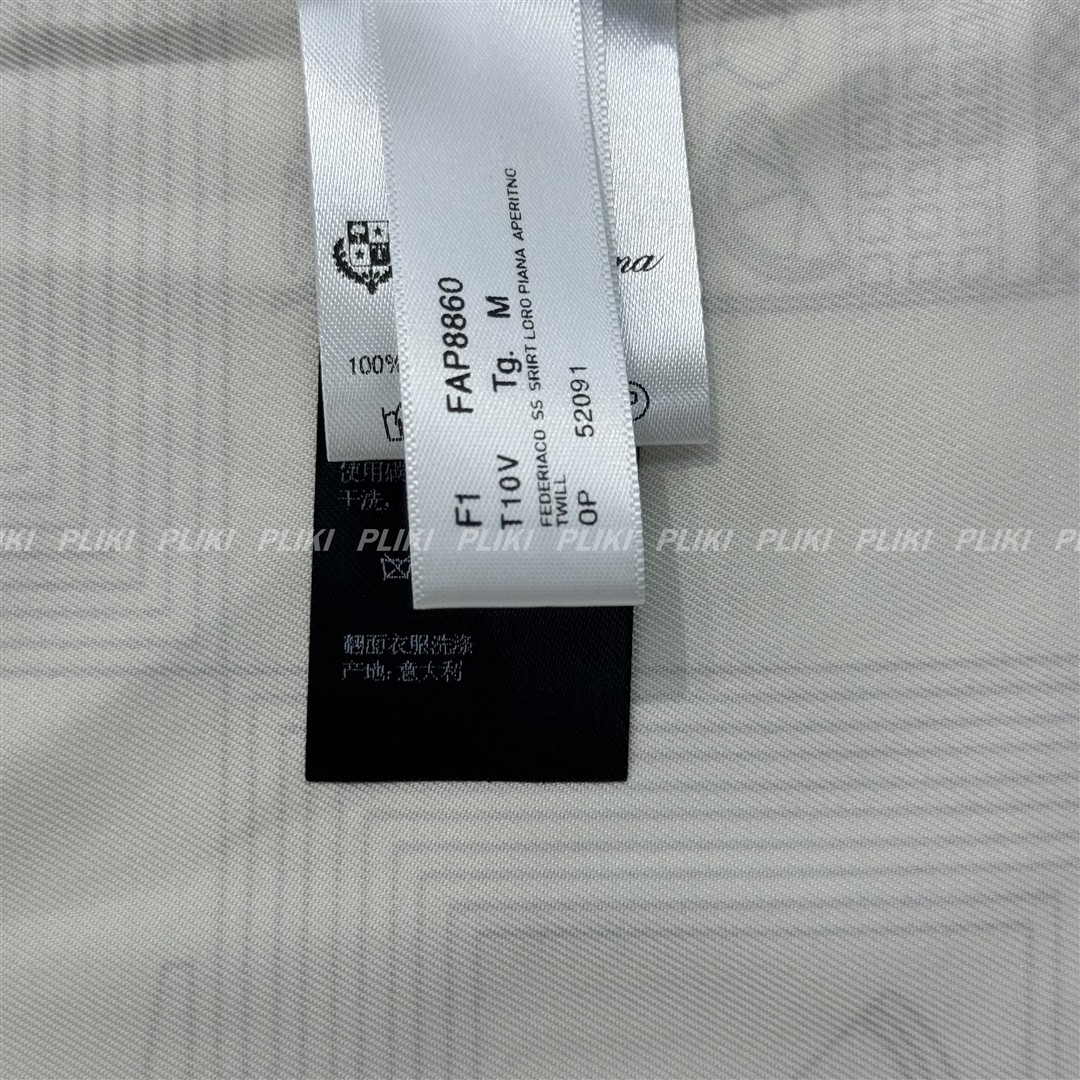 F1 FAP8860
T10V Tg. M
FEDERIACO SS SRIRT LORO PIANA APERITNO
TWILL
OP 52091
100%
na
使用
干洗,
翻面衣服洗涤
产地: 意大利
PLIKI PLIKI PLIKI PLIKI PLIKI PLIKI PLIKI PLIKI PLIKI PLIKI